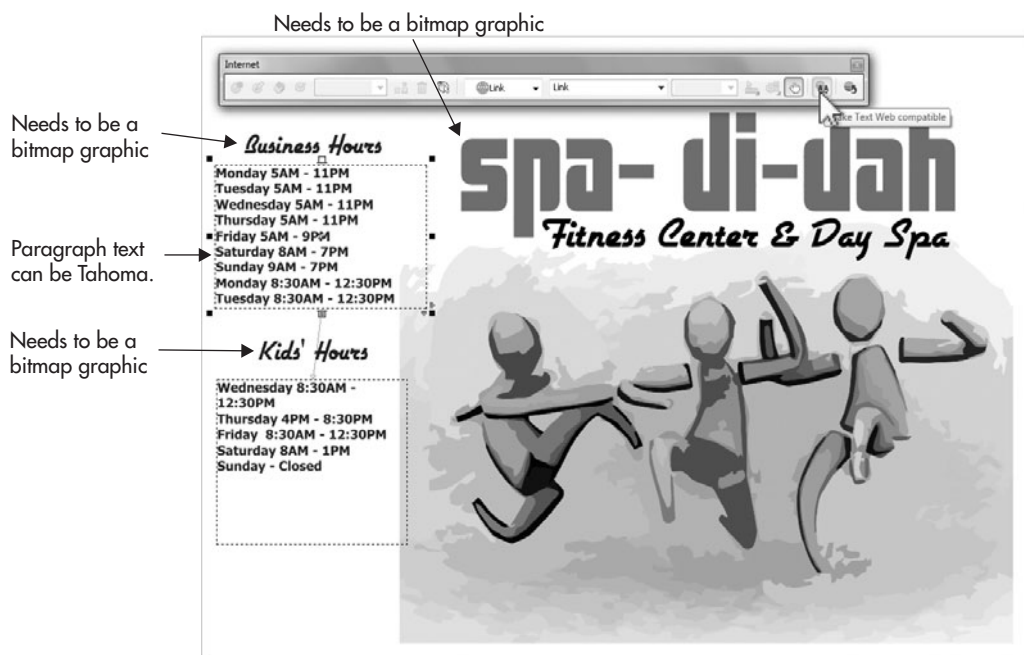 Needs to be a bitmap graphic
Internet
Link
Link
Make Text Web compatible
Needs to be a
bitmap graphic
Business Hours
Monday 5AM - 11PM
Tuesday 5AM - 11PM
Wednesday 5AM - 11PM
Thursday 5AM - 11PM
Friday 5AM - 9PM
Saturday 8AM - 7PM
Sunday 9AM - 7PM
Monday 8:30AM - 12:30PM
Tuesday 8:30AM - 12:30PM
Paragraph text
can be Tahoma.
Needs to be a
bitmap graphic
Kids' Hours
Wednesday 8:30AM -
12:30PM
Thursday 4PM - 8:30PM
Friday 8:30AM - 12:30PM
Saturday 8AM - 1PM
Sunday - Closed
spa- di-dah
Fitness Center & Day Spa